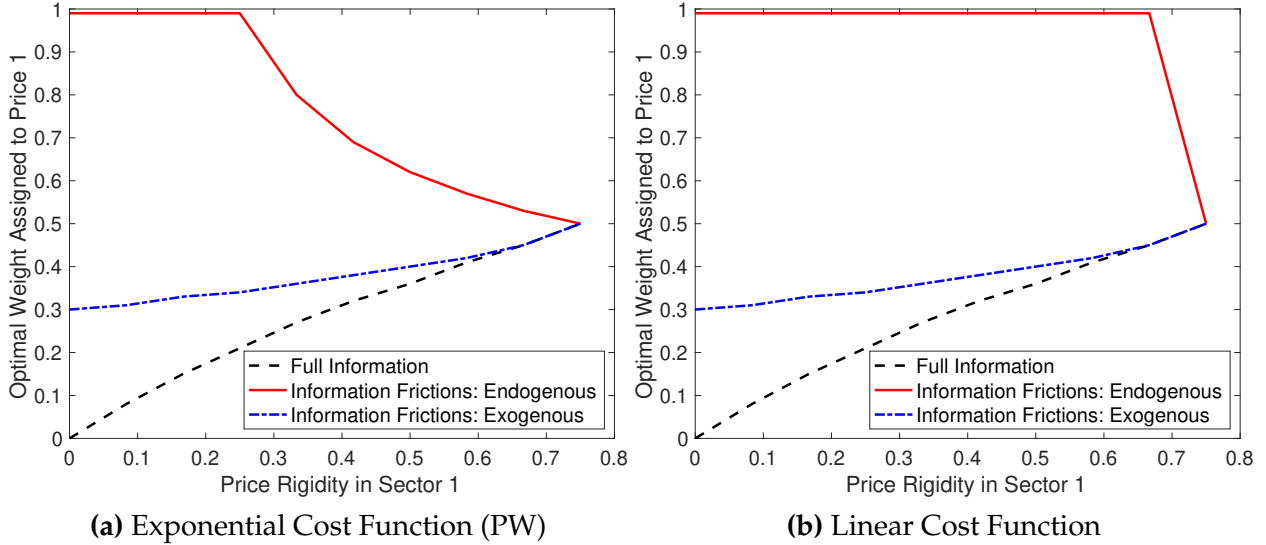 Optimal Weight Assigned to Price 1
1
0.9
0.8
0.7
0.6
0.5
0.4
0.3
0.2
0.1
0
Full Information
Information Frictions: Endogenous
Information Frictions: Exogenous
0 0.1 0.2 0.3 0.4 0.5 0.6 0.7 0.8
Price Rigidity in Sector 1
(a) Exponential Cost Function (PW)
Optimal Weight Assigned to Price 1
1
0.9
0.8
0.7
0.6
0.5
0.4
0.3
0.2
0.1
0
Full Information
Information Frictions: Endogenous
Information Frictions: Exogenous
0 0.1 0.2 0.3 0.4 0.5 0.6 0.7 0.8
Price Rigidity in Sector 1
(b) Linear Cost Function